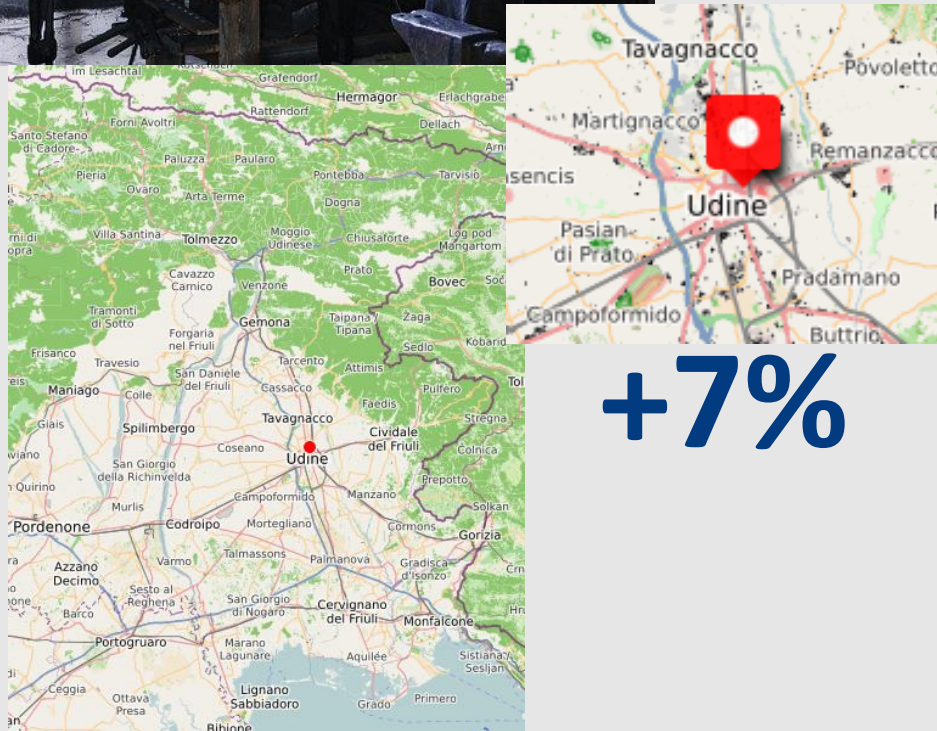 im Lesachtal
Grafendorf
Hermagor
Erlachgrabe
Rattendorf
Forni Avoltri
Dellach
Santo Stefano
di Cadore-
Paluzza
Paularo
Pieria
Pontebba
Tarvisio
Ovaro
Arta Terme
Dogna
Villa Santina
Tolmezzo
Moggio
Udinese
Chiusaforte
Log pod
Mangartom
Cavazzo
Carnico
Venzone
Prato
Bovec
Tramonti
di Sotto
Gemona
Taipana /
Tipana
Žaga
Forgaria
nel Friuli
Sedlo
Kobarid
Frisanco
Travesio
Tarcento
San Daniele
del Friuli
Attimis
Maniago
Colle
Cassacco
Pulfero
Faedis
Giais
Spilimbergo
Tavagnacco
Cividale
del Friuli
Stregna
Coseano
Udine
Colnica
San Giorgio
della Richinvelda
Prepotto
Quirino
Campoformido
Manzano
Murlis
Solkan
Pordenone
Codroipo
Mortegliano
Cormons
Gorizia
Talmassons
Palmanova
Varmo
Gradisca
d'Isonzo
Azzano
Decimo
Sesto al
Reghena
San Giorgio
di Nogaro
Cervignano
del Friuli
Barco
Monfalcone
Portogruaro
Marano
Lagunare
Aquilée
Sistiana /
Sesljan
Ceggia
Lignano
Sabbiadoro
Ottava
Presa
Grado
Primero
Bibione
Tavagnacco
Povoletto
Martignacco
Remanzacco
Udine
Pasian
di Prato
Pradamano
Campoformido
Buttrio
+7%